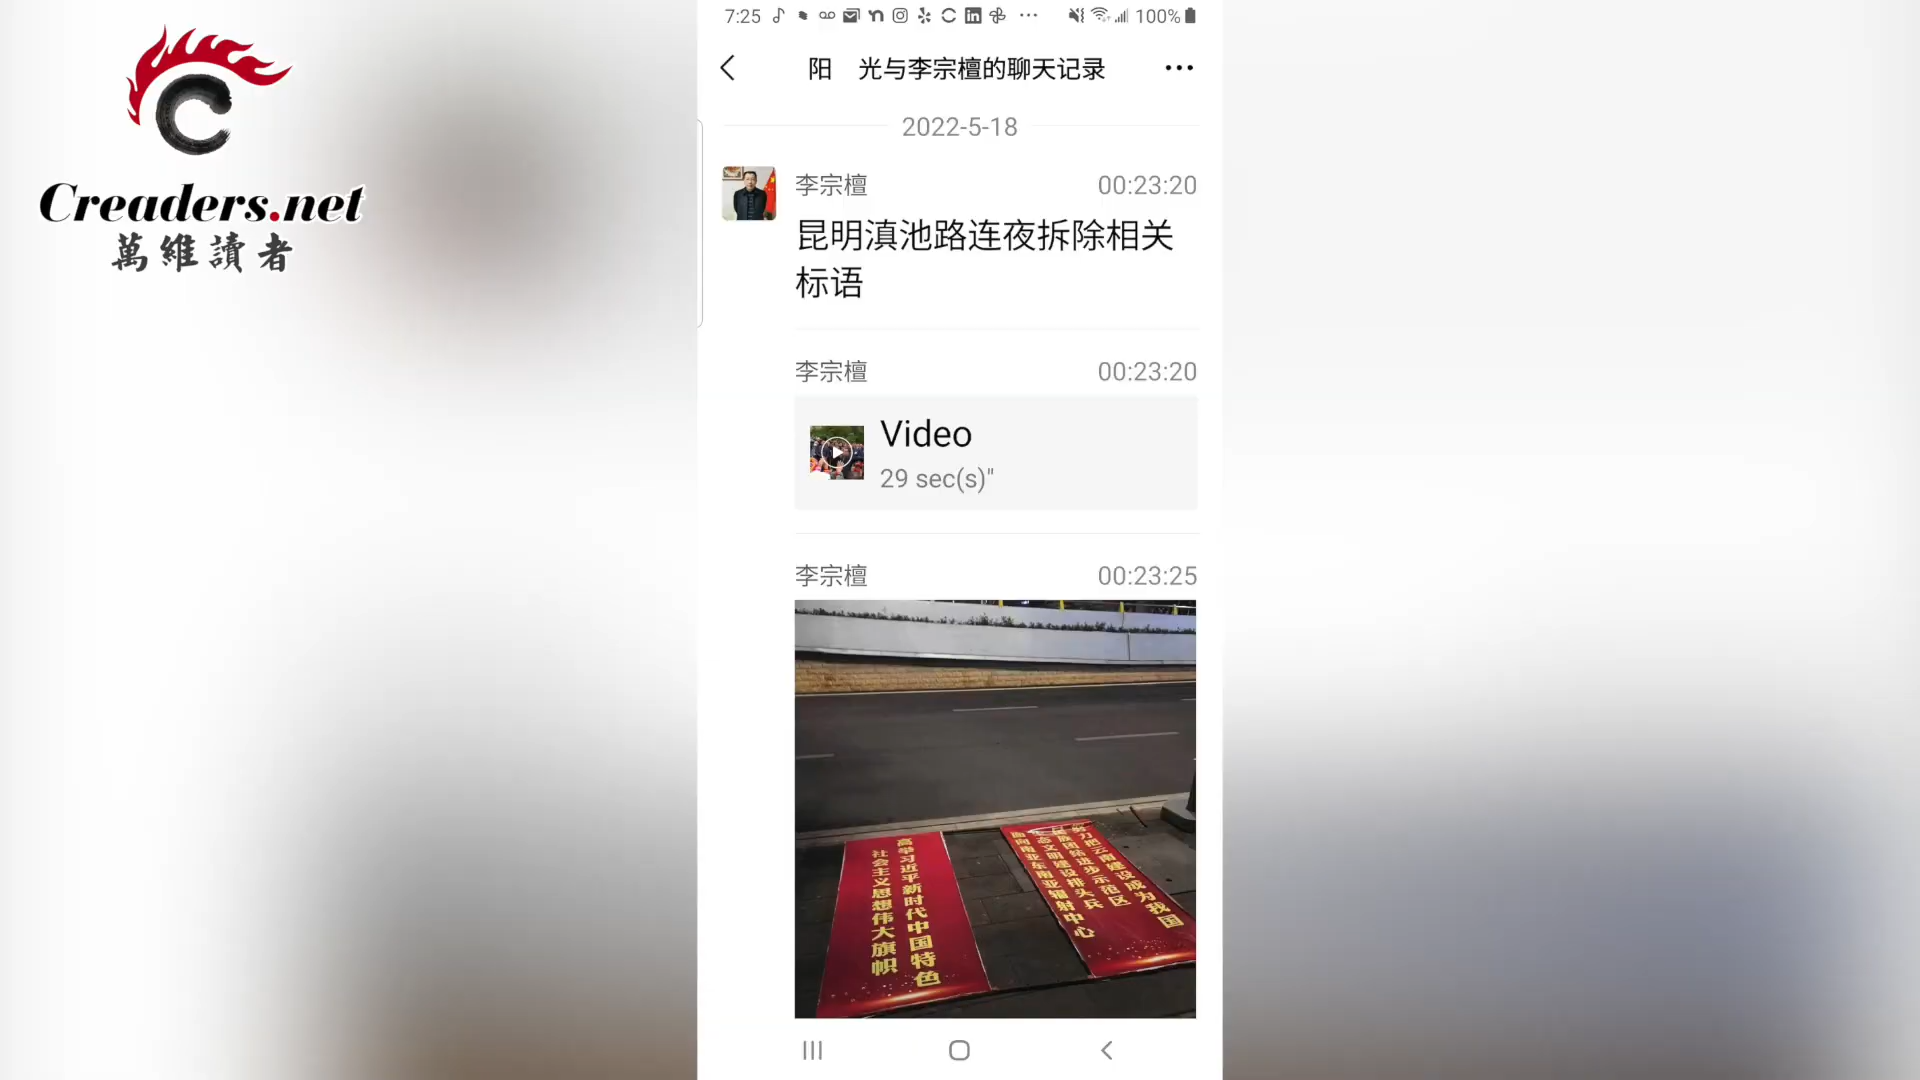 Creaders.net
萬維讀者
7:25
100%
阳 光与李宗檀的聊天记录
2022-5-18
李宗檀 00:23:20
昆明滇池路连夜拆除相关
标语
李宗檀 00:23:20
Video
29 sec(s)"
李宗檀 00:23:25
高举习近平新时代中国特色
社会主义思想伟大旗帜
努力把云南建设成为我国
民族团结进步示范区
生态文明建设排头兵
面向南亚东南亚辐射中心